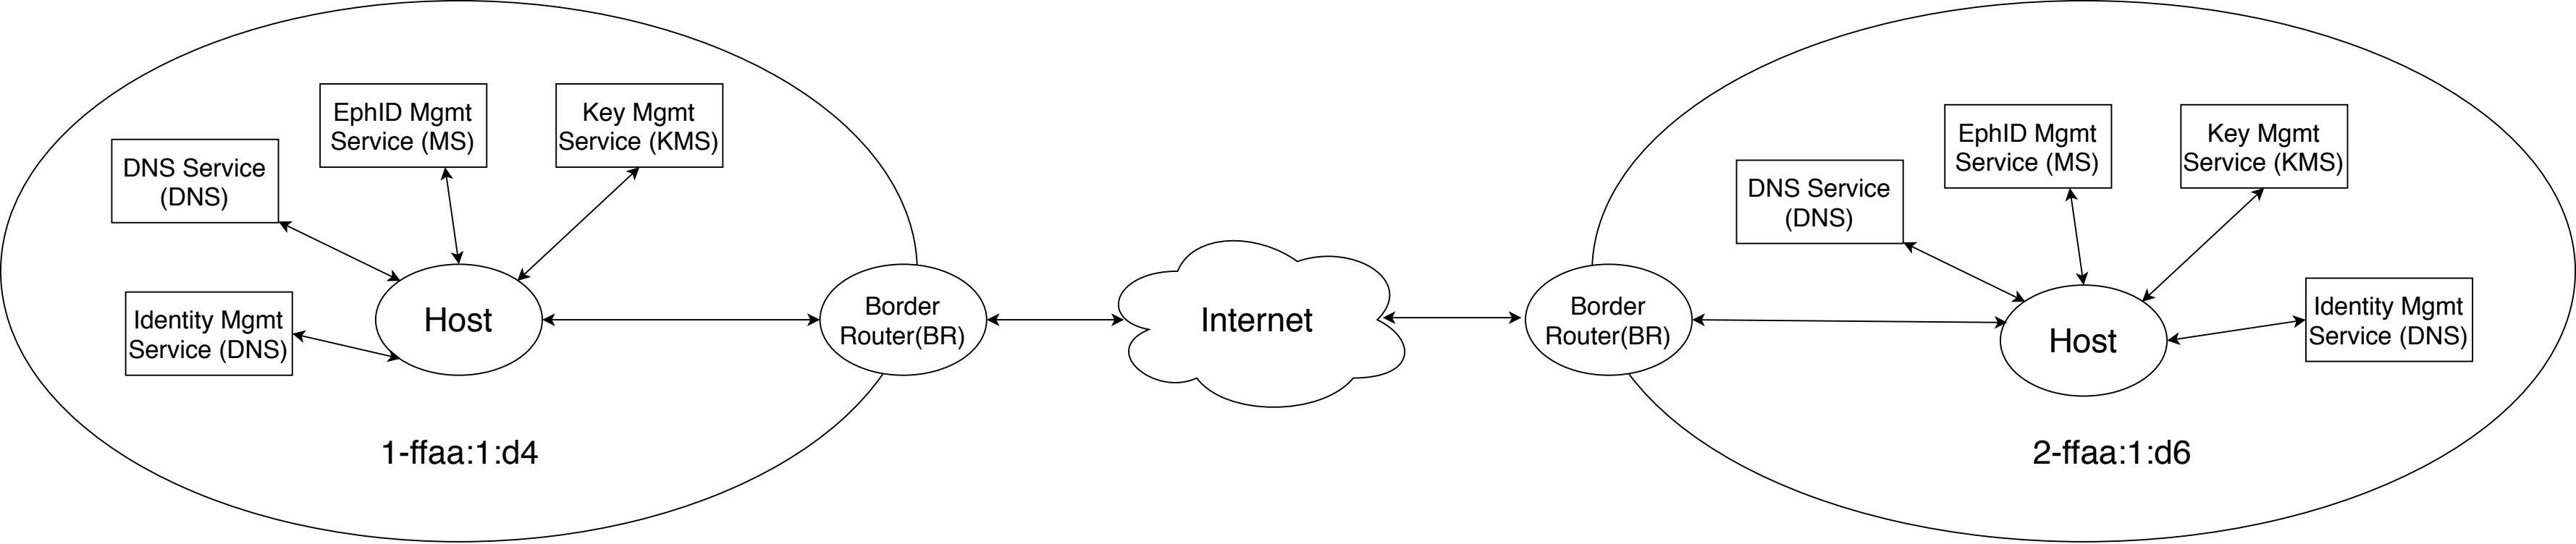 EphID Mgmt
Service (MS)
Key Mgmt
Service (KMS)
DNS Service
(DNS)
Identity Mgmt
Service (DNS)
Host
Border
Router(BR)
1-ffaa:1:d4
Internet
EphID Mgmt
Service (MS)
Key Mgmt
Service (KMS)
DNS Service
(DNS)
Border
Router(BR)
Host
Identity Mgmt
Service (DNS)
2-ffaa:1:d6